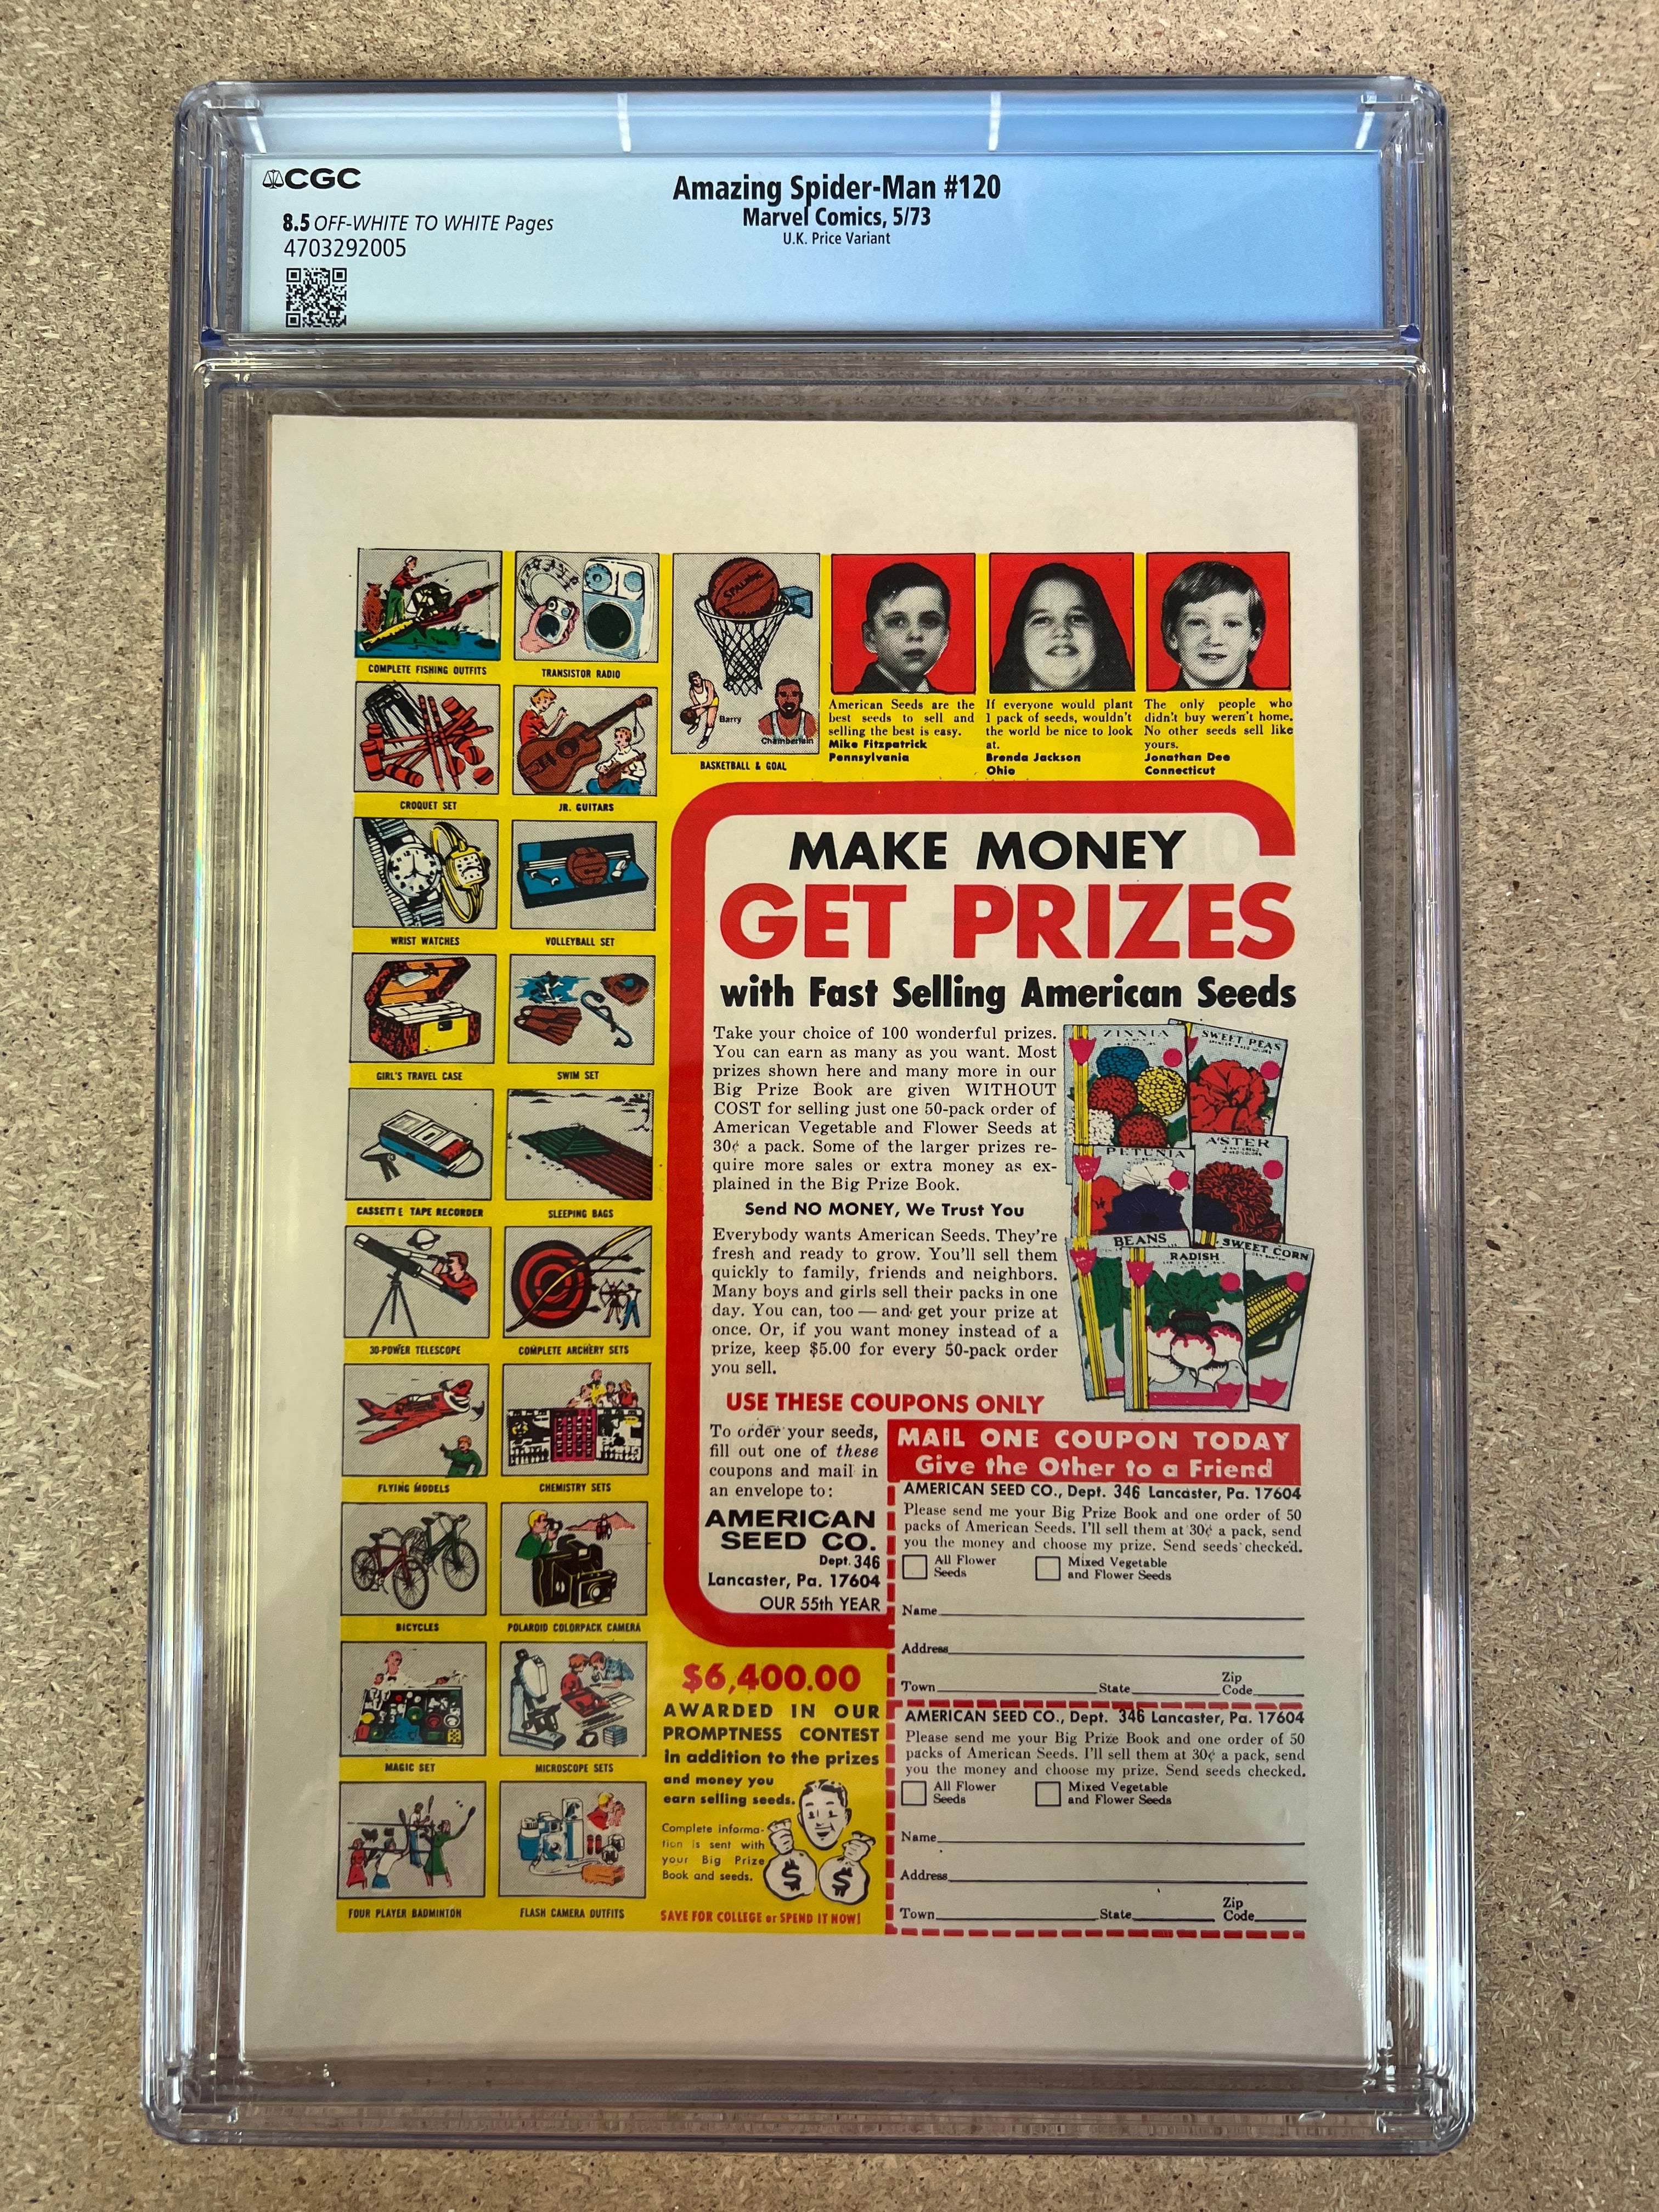 CGC
8.5 OFF-WHITE TO WHITE Pages
4703292005
Amazing Spider-Man #120
Marvel Comics, 5/73
U.K. Price Variant
COMPLETE FISHING OUTFITS
TRANSISTOR RADIO
SPALDING
Barry
Chamberlain
BASKETBALL & GOAL
American Seeds are the
best seeds to sell and
selling the best is easy.
Mike Fitzpatrick
Pennsylvania
If everyone would plant
1 pack of seeds, wouldn't
the world be nice to look
at.
Brenda Jackson
Ohio
The only people who
didn't buy weren't home.
No other seeds sell like
yours.
Jonathan Dee
Connecticut
CROQUET SET
JR. GUITARS
WRIST WATCHES
VOLLEYBALL SET
GIRL'S TRAVEL CASE
SWIM SET
CASSETTE TAPE RECORDER
SLEEPING BAGS
30-POWER TELESCOPE
COMPLETE ARCHERY SETS
FLYING MODELS
CHEMISTRY SETS
BICYCLES
POLAROID COLORPACK CAMERA
MAGIC SET
MICROSCOPE SETS
FOUR PLAYER BADMINTON
FLASH CAMERA OUTFITS
MAKE MONEY
GET PRIZES
with Fast Selling American Seeds
Take your choice of 100 wonderful prizes.
You can earn as many as you want. Most
prizes shown here and many more in our
Big Prize Book are given WITHOUT
COST for selling just one 50-pack order of
American Vegetable and Flower Seeds at
30¢ a pack. Some of the larger prizes re-
quire more sales or extra money as ex-
plained in the Big Prize Book.
Send NO MONEY, We Trust You
Everybody wants American Seeds. They're
fresh and ready to grow. You'll sell them
quickly to family, friends and neighbors.
Many boys and girls sell their packs in one
day. You can, too — and get your prize at
once. Or, if you want money instead of a
prize, keep $5.00 for every 50-pack order
you sell.
ZINNIA
SWEET PEAS
PETUNIA
ASTER
BEANS
RADISH
SWEET CORN
USE THESE COUPONS ONLY
To order your seeds,
fill out one of these
coupons and mail in
an envelope to:
AMERICAN
SEED CO.
Dept. 346
Lancaster, Pa. 17604
OUR 55th YEAR
MAIL ONE COUPON TODAY
Give the Other to a Friend
AMERICAN SEED CO., Dept. 346 Lancaster, Pa. 17604
Please send me your Big Prize Book and one order of 50
packs of American Seeds. I'll sell them at 30¢ a pack, send
you the money and choose my prize. Send seeds checked.
All Flower
Seeds
Mixed Vegetable
and Flower Seeds
Name
Address
Town State Zip
Code
AMERICAN SEED CO., Dept. 346 Lancaster, Pa. 17604
Please send me your Big Prize Book and one order of 50
packs of American Seeds. I'll sell them at 30¢ a pack, send
you the money and choose my prize. Send seeds checked.
All Flower
Seeds
Mixed Vegetable
and Flower Seeds
Name
Address
Town State Zip
Code
$6,400.00
AWARDED IN OUR
PROMPTNESS CONTEST
in addition to the prizes
and money you
earn selling seeds.
Complete informa-
tion is sent with
your Big Prize
Book and seeds.
$ $
SAVE FOR COLLEGE or SPEND IT NOW!